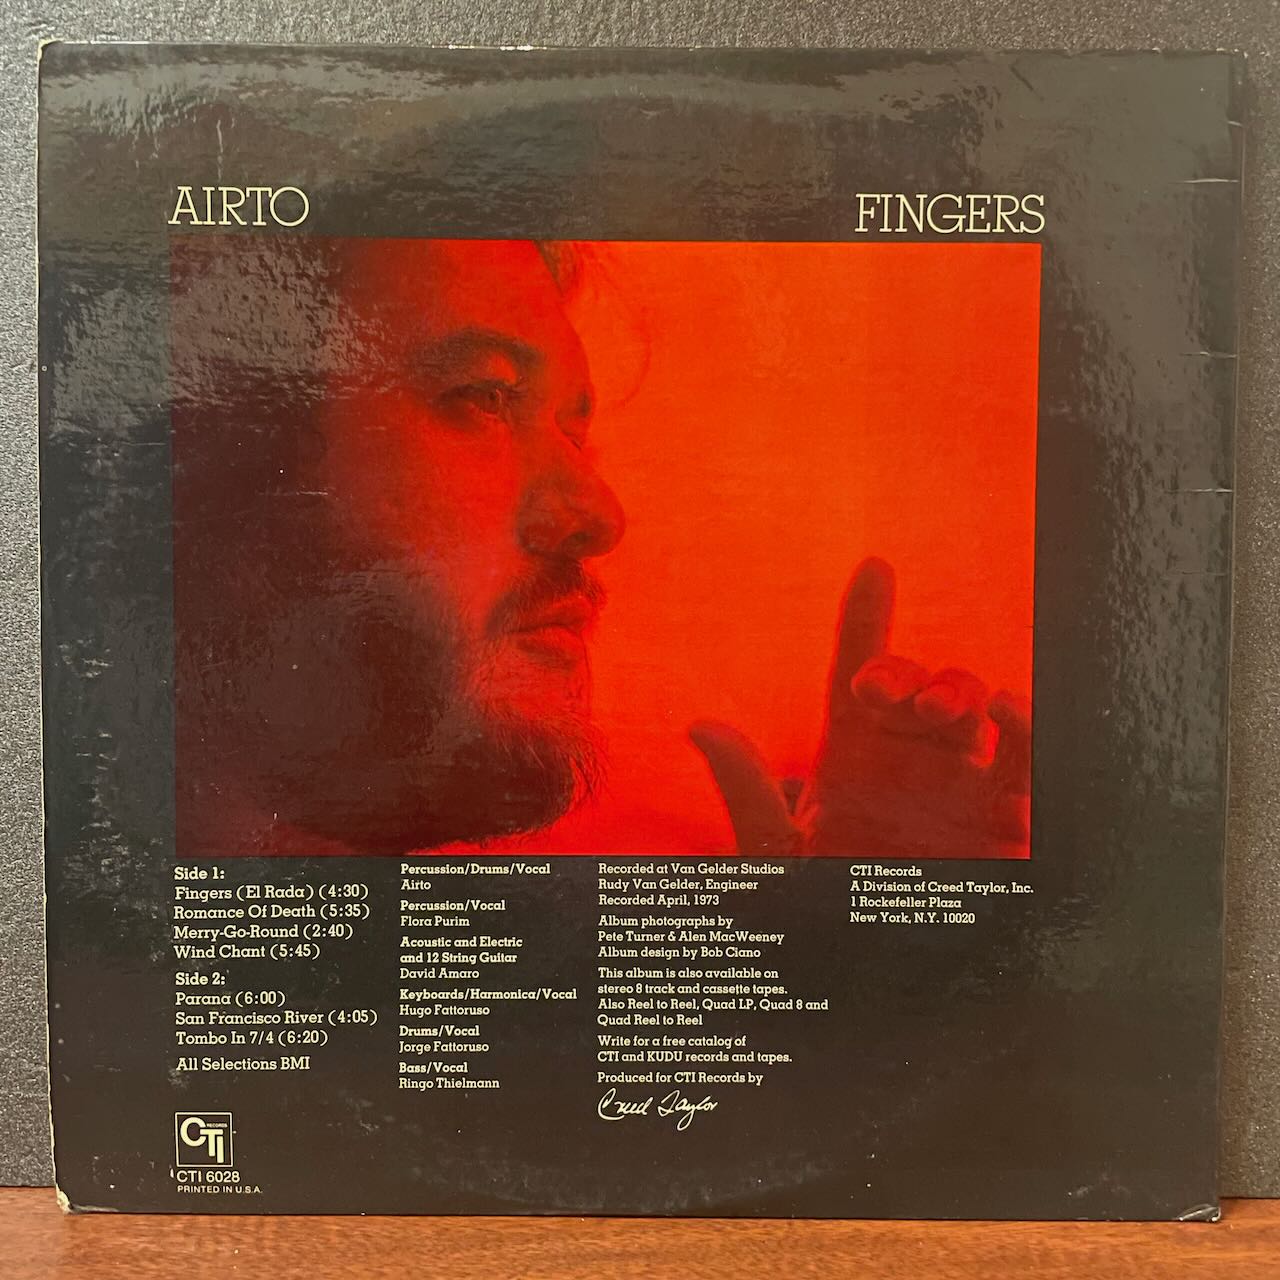 AIRTO
FINGERS
Side 1:
Fingers (El Rada) (4:30)
Romance Of Death (5:35)
Merry-Go-Round (2:40)
Wind Chant (5:45)
Side 2:
Parana (6:00)
San Francisco River (4:05)
Tombo In 7/4 (6:20)
All Selections BMI
Percussion/Drums/Vocal
Airto
Percussion/Vocal
Flora Purim
Acoustic and Electric
and 12 String Guitar
David Amaro
Keyboards/Harmonica/Vocal
Hugo Fattoruso
Drums/Vocal
Jorge Fattoruso
Bass/Vocal
Ringo Thielmann
Recorded at Van Gelder Studios
Rudy Van Gelder, Engineer
Recorded April, 1973
Album photographs by
Pete Turner & Alen MacWeeney
Album design by Bob Ciano
This album is also available on
stereo 8 track and cassette tapes.
Also Reel to Reel, Quad LP, Quad 8 and
Quad Reel to Reel
Write for a free catalog of
CTI and KUDU records and tapes.
Produced for CTI Records by
Creed Taylor
CTI Records
A Division of Creed Taylor, Inc.
1 Rockefeller Plaza
New York, N.Y. 10020
CTI RECORDS
CTI 6028
PRINTED IN U.S.A.